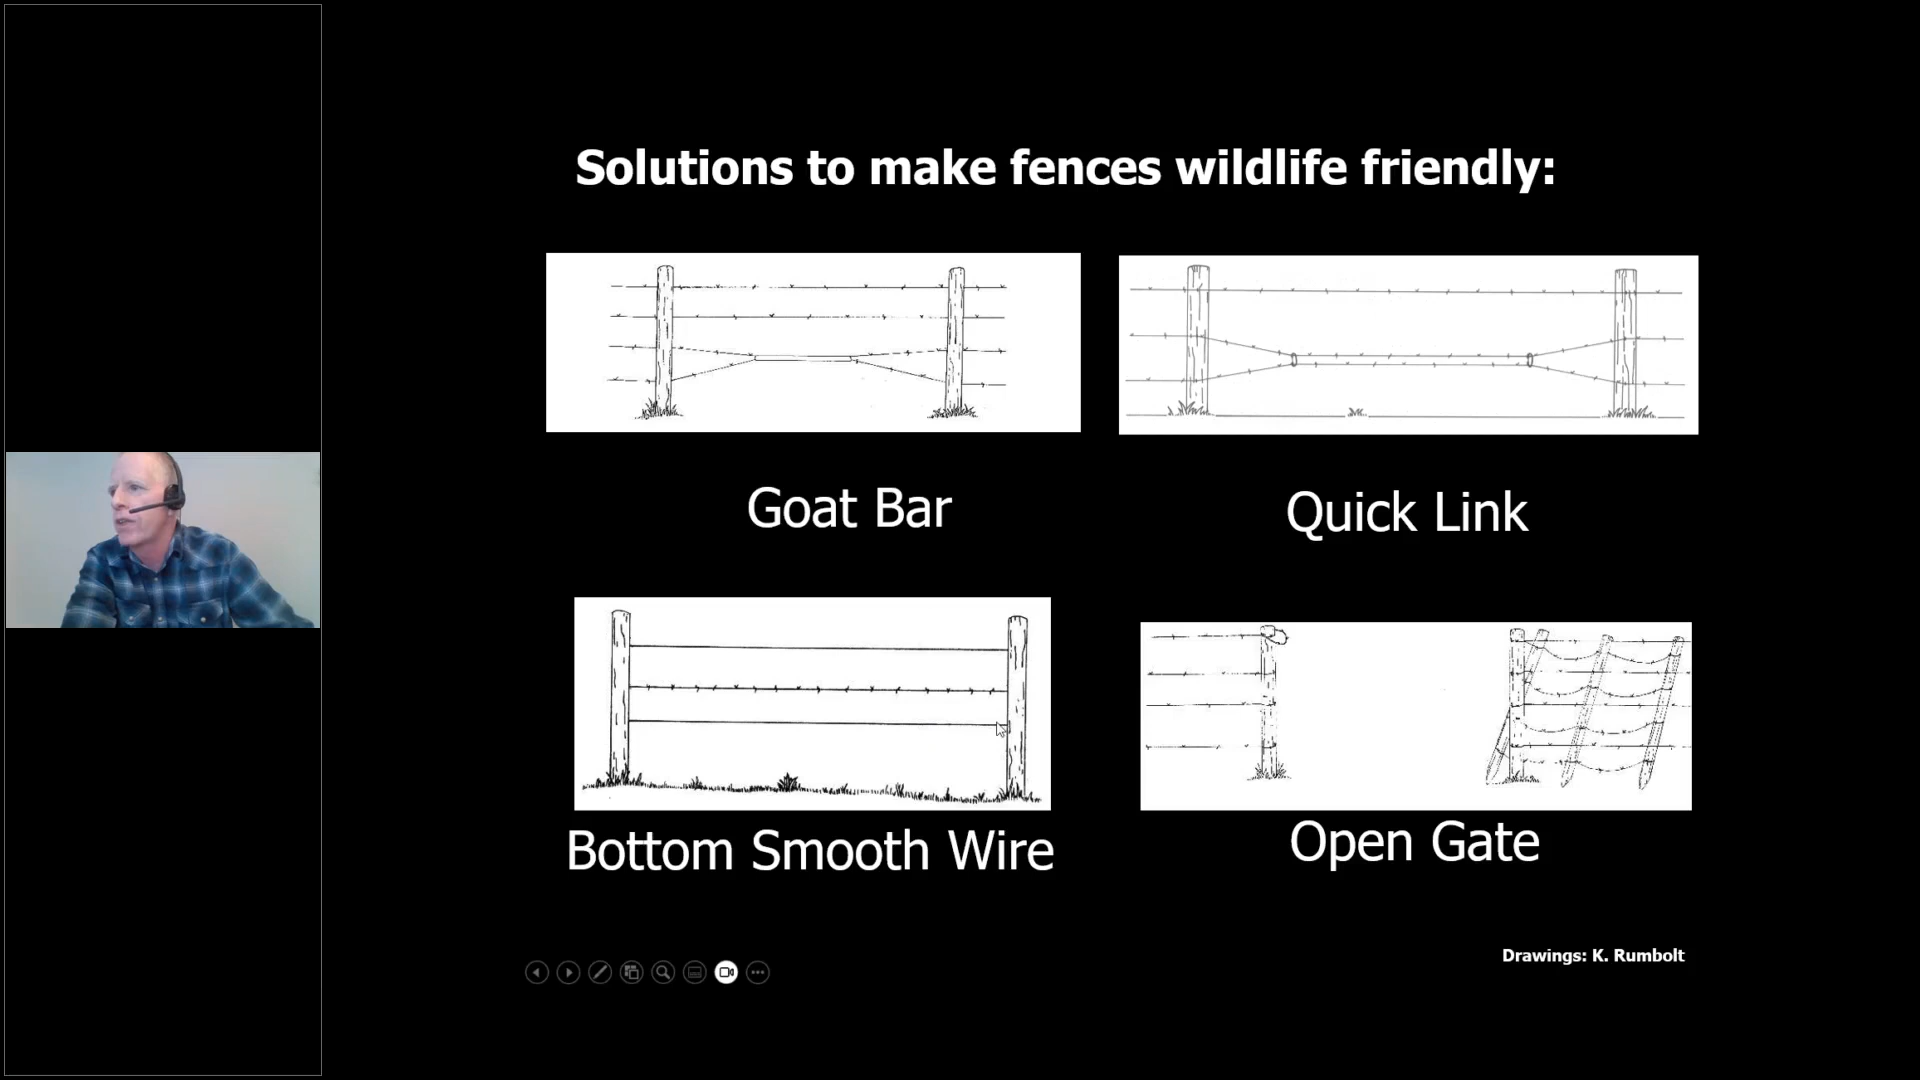 Solutions to make fences wildlife friendly:
Goat Bar
Quick Link
Bottom Smooth Wire
Open Gate
Drawings: K. Rumbolt